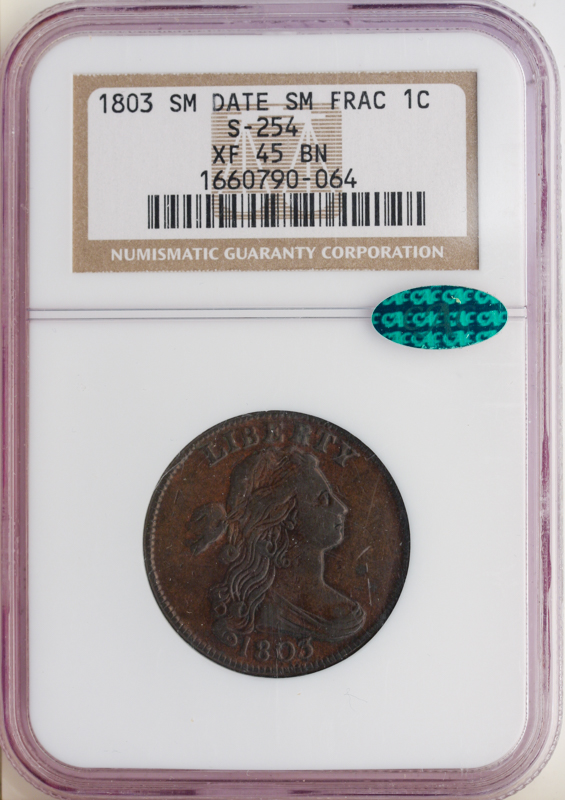 1803 SM DATE SM FRAC 1C
S-254
XF 45 BN
1660790-064
NUMISMATIC GUARANTY CORPORATION
LIBERTY
1803